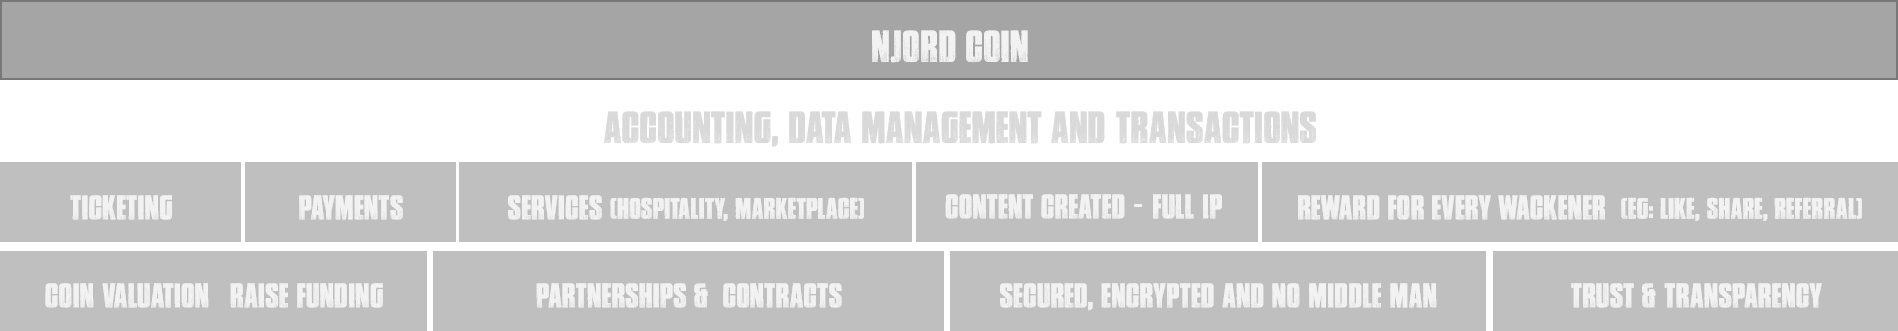 NJORD COIN
ACCOUNTING, DATA MANAGEMENT AND TRANSACTIONS
TICKETING
PAYMENTS
SERVICES (HOSPITALITY, MARKETPLACE)
CONTENT CREATED - FULL IP
REWARD FOR EVERY WACKENER (EG: LIKE, SHARE, REFERRAL)
COIN VALUATION RAISE FUNDING
PARTNERSHIPS & CONTRACTS
SECURED, ENCRYPTED AND NO MIDDLE MAN
TRUST & TRANSPARENCY